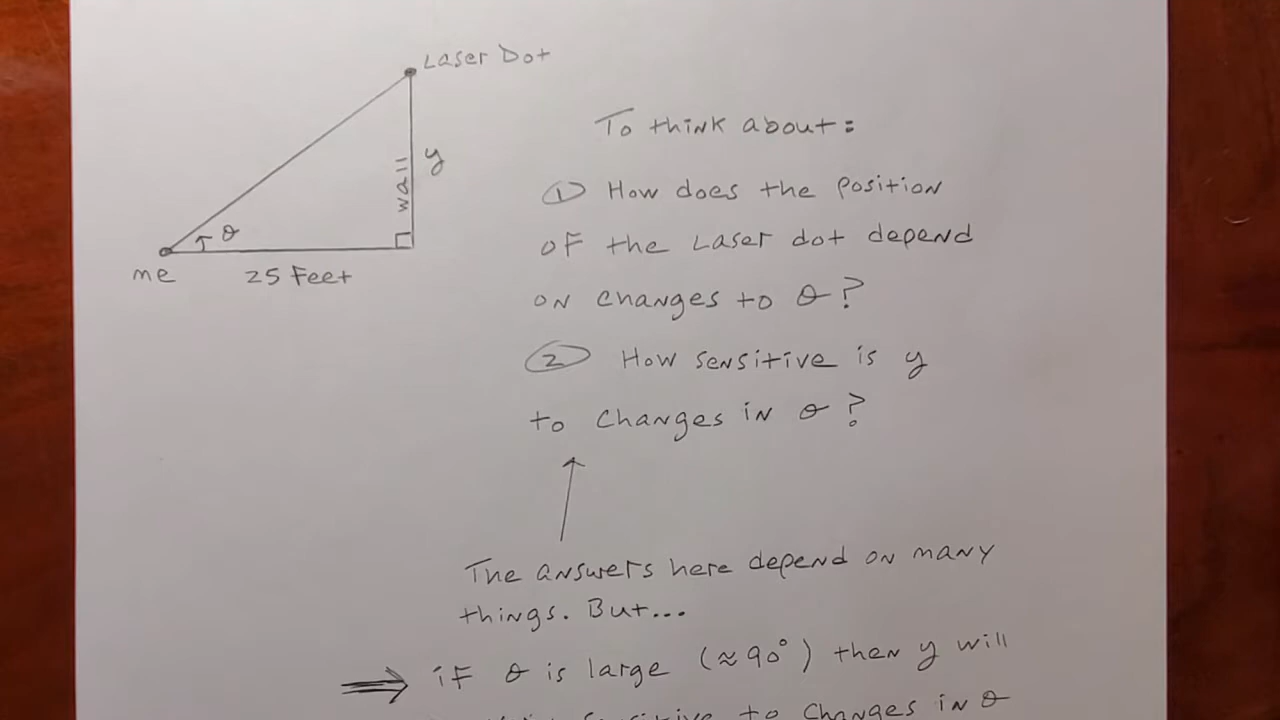 Laser Dot
y
wall
θ
me
25 Feet
To think about:
① How does the position
of the Laser dot depend
on changes to θ?
② How sensitive is y
to changes in θ?
The answers here depend on many
things. But...
⇒ if θ is large (≈90°) then y will
sensitive to changes in θ